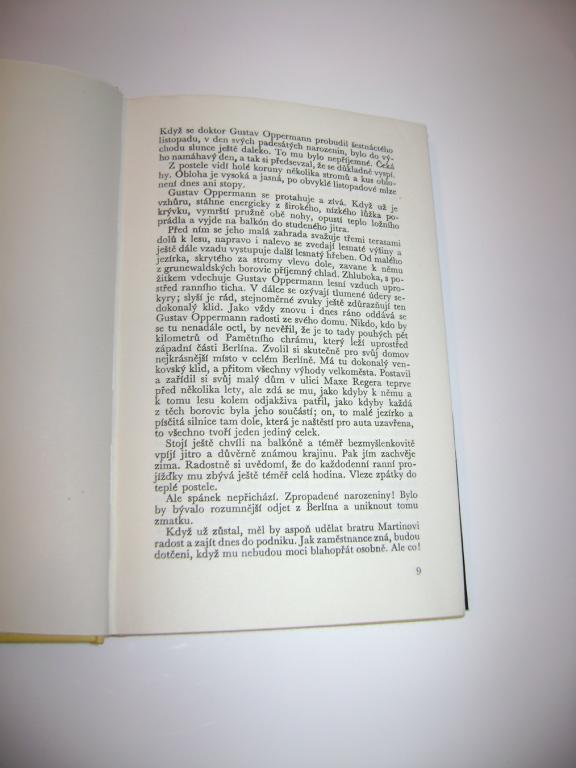 Když se doktor Gustav Oppermann probudil šestnáctého
listopadu, v den svých padesátých narozenin, bylo do vý-
chodu slunce ještě daleko. To mu bylo nepříjemné. Čeká
ho namáhavý den, a tak si předsevzal, že se důkladně vyspí.
Z postele vidí holé koruny několika stromů a kus oblo-
hy. Obloha je vysoká a jasná, po obvyklé listopadové mlze
není dnes ani stopy.
Gustav Oppermann se protahuje a zívá. Když už je
vzhůru, stáhne energicky z širokého, nízkého lůžka po-
krývku, vymrští pružně obě nohy, opustí teplo ložního
prádla a vyjde na balkón do studeného jitra.
Před ním se jeho malá zahrada svažuje třemi terasami
dolů k lesu, napravo i nalevo se zvedají lesnaté výšiny a
ještě dále vzadu vystupuje další lesnatý hřeben. Od malého
jezírka, skrytého za stromy vlevo dole, zavane k němu
z grunewaldských borovic příjemný chlad. Zhluboka, s po-
žitkem vdechuje Gustav Oppermann lesní vzduch upro-
střed ranního ticha. V dálce se ozývají tlumené údery se-
kyry; slyší je rád, stejnoměrné zvuky ještě zdůrazňují ten
dokonalý klid. Jako vždy znovu i dnes ráno oddává se
Gustav Oppermann radosti ze svého domu. Nikdo, kdo by
se tu nenadále octl, by nevěřil, že je to tady pouhých pět
kilometrů od Pamětního chrámu, který leží uprostřed
západní části Berlína. Zvolil si skutečně pro svůj domov
nejkrásnější místo v celém Berlíně. Má tu dokonalý ven-
kovský klid, a přitom všechny výhody velkoměsta. Postavil
a zařídil si svůj malý dům v ulici Maxe Regera teprve
před několika lety, ale zdá se mu, jako kdyby k němu a
k tomu lesu kolem odjakživa patřil, jako kdyby každá
z těch borovic byla jeho součástí; on, to malé jezírko a
písčitá silnice tam dole, která je naštěstí pro auta uzavřena,
to všechno tvoří jeden jediný celek.
Stojí ještě chvíli na balkóně a téměř bezmyšlenkovitě
vpíjí jitro a důvěrně známou krajinu. Pak jím zachvěje
zima. Radostně si uvědomí, že do každodenní ranní pro-
jížďky mu zbývá ještě téměř celá hodina. Vleze zpátky do
teplé postele.
Ale spánek nepřichází. Zpropadené narozeniny! Bylo
by bývalo rozumnější odjet z Berlína a uniknout tomu
zmatku.
Když už zůstal, měl by aspoň udělat bratru Martinovi
radost a zajít dnes do podniku. Jak zaměstnance zná, budou
dotčeni, když mu nebudou moci blahopřát osobně. Ale co!
9